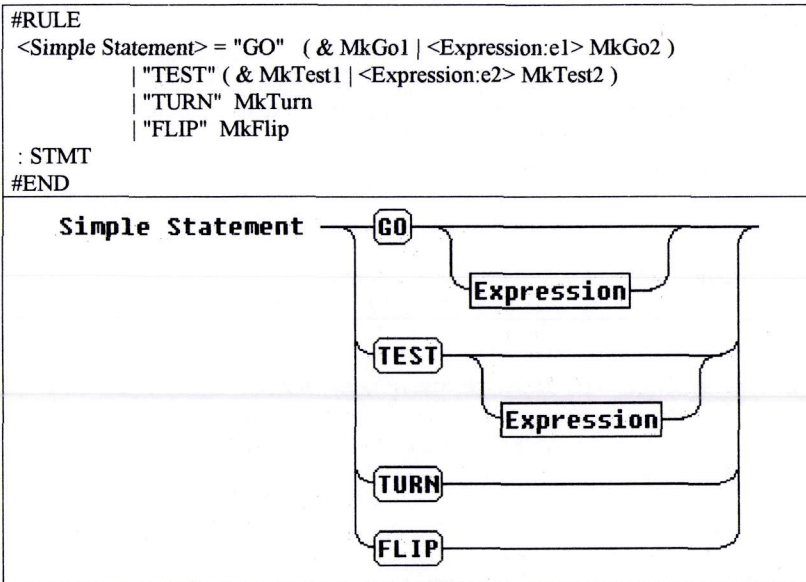 #RULE
<Simple Statement> = "GO" ( & MkGo1 | <Expression:e1> MkGo2 )
| "TEST" ( & MkTest1 | <Expression:e2> MkTest2 )
| "TURN" MkTurn
| "FLIP" MkFlip
: STMT
#END
Simple Statement GO
Expression
TEST
Expression
TURN
FLIP